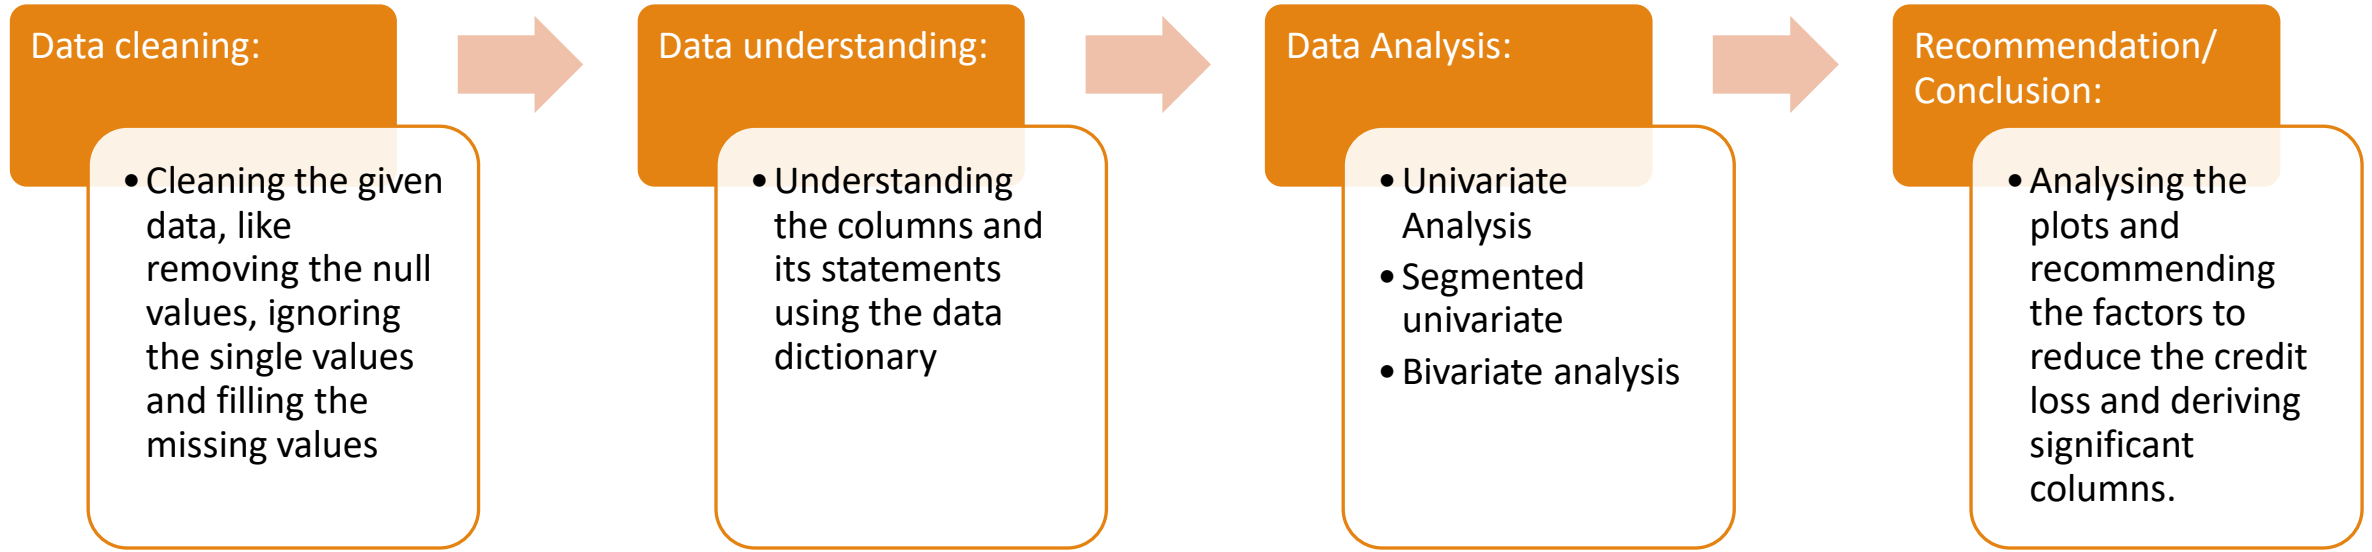 Data cleaning:
• Cleaning the given
data, like
removing the null
values, ignoring
the single values
and filling the
missing values
Data understanding:
• Understanding
the columns and
its statements
using the data
dictionary
Data Analysis:
• Univariate
Analysis
• Segmented
univariate
• Bivariate analysis
Recommendation/
Conclusion:
• Analysing the
plots and
recommending
the factors to
reduce the credit
loss and deriving
significant
columns.